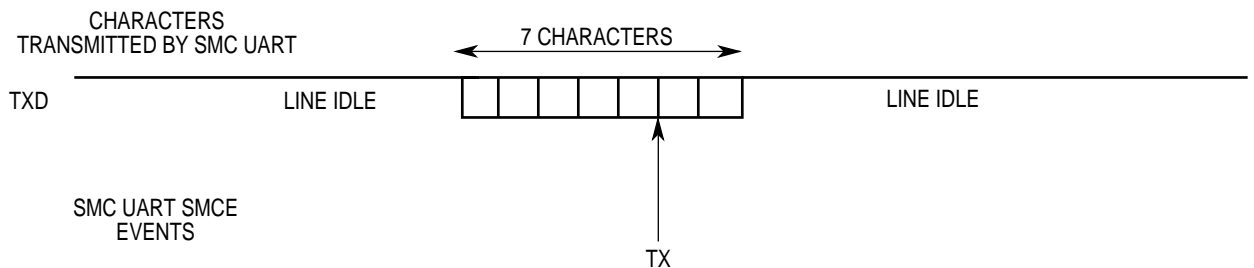 CHARACTERS
TRANSMITTED BY SMC UART
7 CHARACTERS
TXD
LINE IDLE
LINE IDLE
SMC UART SMCE
EVENTS
TX